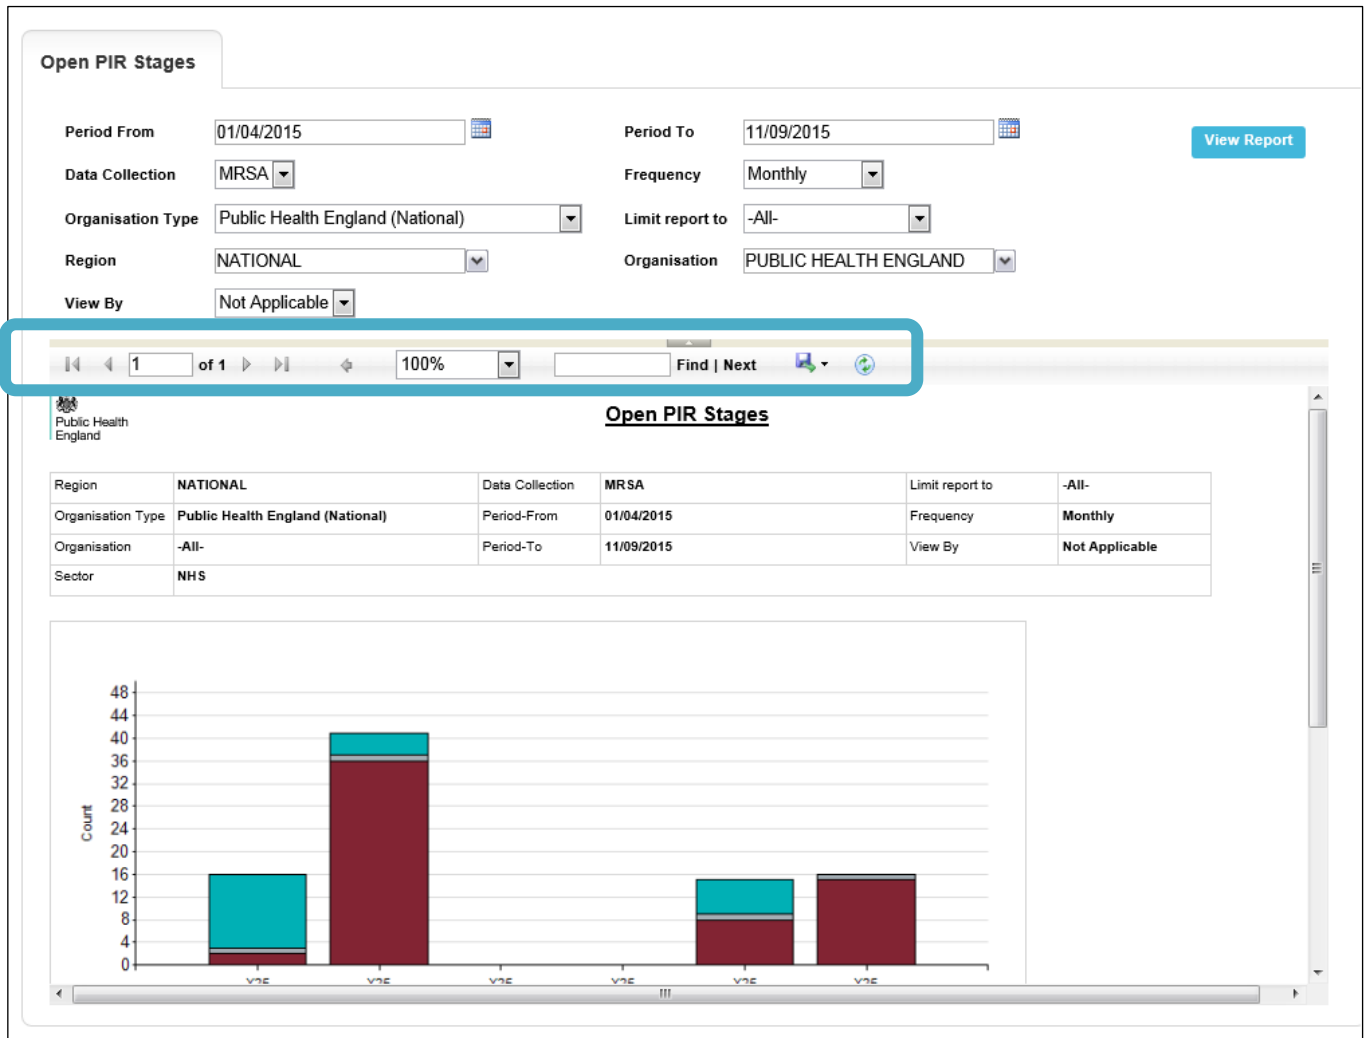 Open PIR Stages
Period From 01/04/2015 Period To 11/09/2015 View Report
Data Collection MRSA Frequency Monthly
Organisation Type Public Health England (National) Limit report to -All-
Region NATIONAL Organisation PUBLIC HEALTH ENGLAND
View By Not Applicable
1 of 1 100% Find | Next
Public Health
England
Open PIR Stages
Region NATIONAL Data Collection MRSA Limit report to -All-
Organisation Type Public Health England (National) Period-From 01/04/2015 Frequency Monthly
Organisation -All- Period-To 11/09/2015 View By Not Applicable
Sector NHS
48
44
40
36
32
28
24
20
16
12
8
4
0
Count